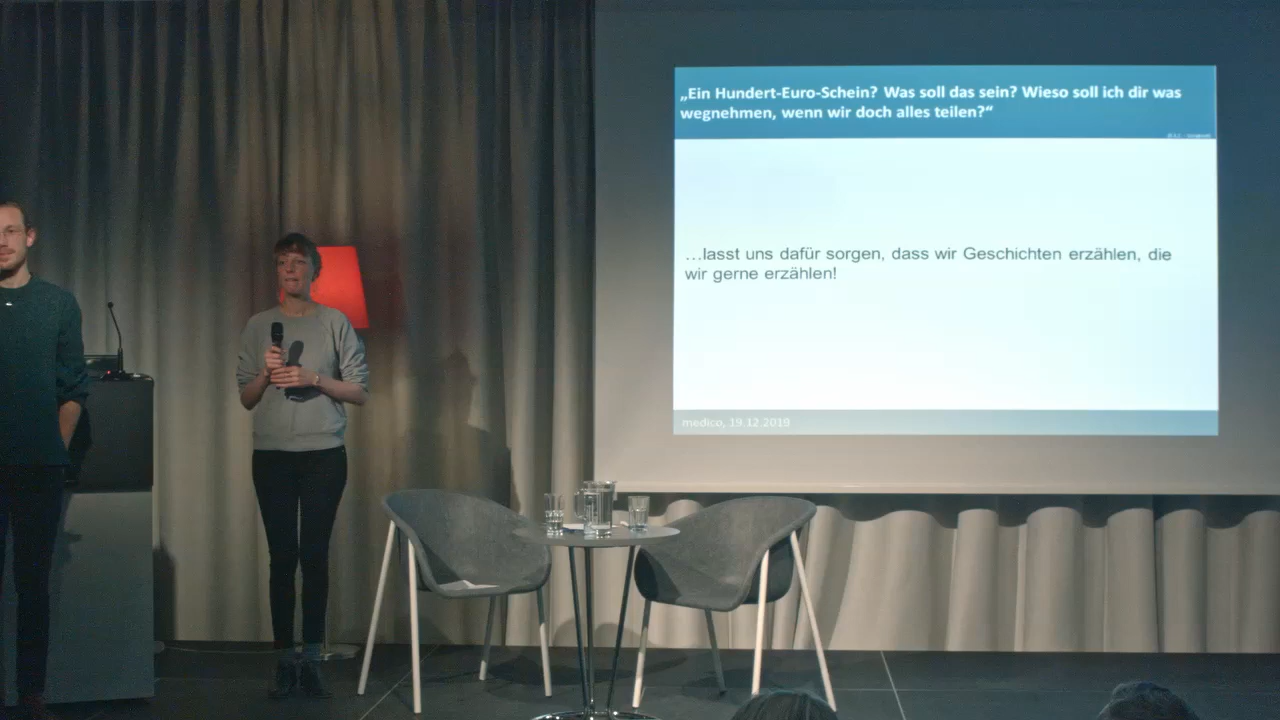 „Ein Hundert-Euro-Schein? Was soll das sein? Wieso soll ich dir was
wegnehmen, wenn wir doch alles teilen?“
…lasst uns dafür sorgen, dass wir Geschichten erzählen, die
wir gerne erzählen!
medico, 19.12.2019